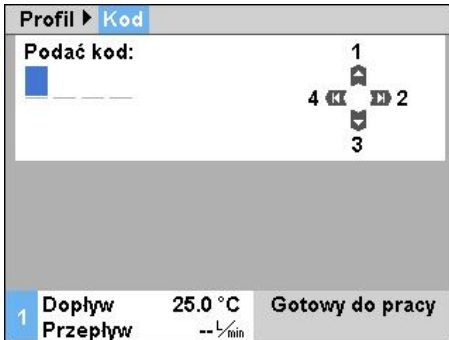 Profil Kod
Podać kod:
1
4 2
3
1 Dopływ 25.0 °C Gotowy do pracy
Przepływ -- L/min